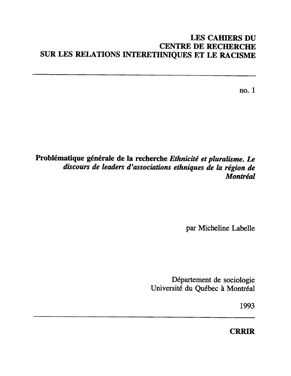 LES CAHIERS DU
CENTRE DE RECHERCHE
SUR LES RELATIONS INTERETHNIQUES ET LE RACISME
no. 1
Problématique générale de la recherche Ethnicité et pluralisme. Le
discours de leaders d'associations ethniques de la région de
Montréal
par Micheline Labelle
Département de sociologie
Université du Québec à Montréal
1993
CRRIR